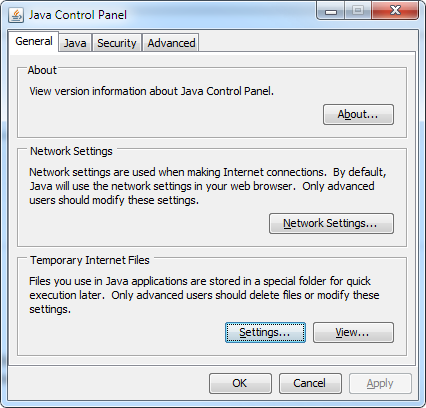 Java Control Panel
General Java Security Advanced
About
View version information about Java Control Panel.
About...
Network Settings
Network settings are used when making Internet connections.  By default,
Java will use the network settings in your web browser.  Only advanced
users should modify these settings.
Network Settings...
Temporary Internet Files
Files you use in Java applications are stored in a special folder for quick
execution later.  Only advanced users should delete files or modify these
settings.
Settings... View...
OK Cancel Apply